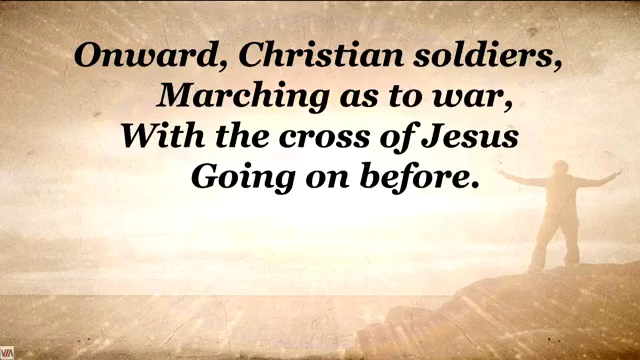 Onward, Christian soldiers,
Marching as to war,
With the cross of Jesus
Going on before.